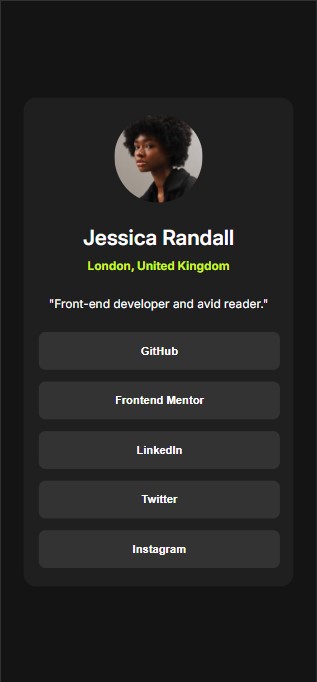 Jessica Randall
London, United Kingdom
"Front-end developer and avid reader."
GitHub
Frontend Mentor
LinkedIn
Twitter
Instagram